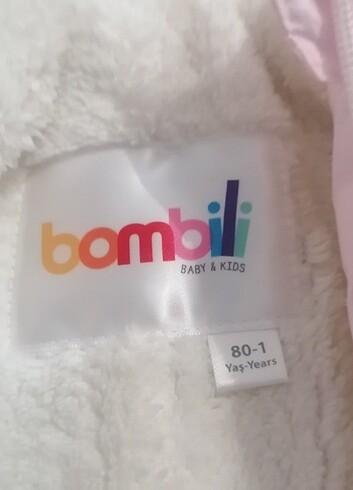 bombili
BABY & KIDS
80-1
Yaş-Years